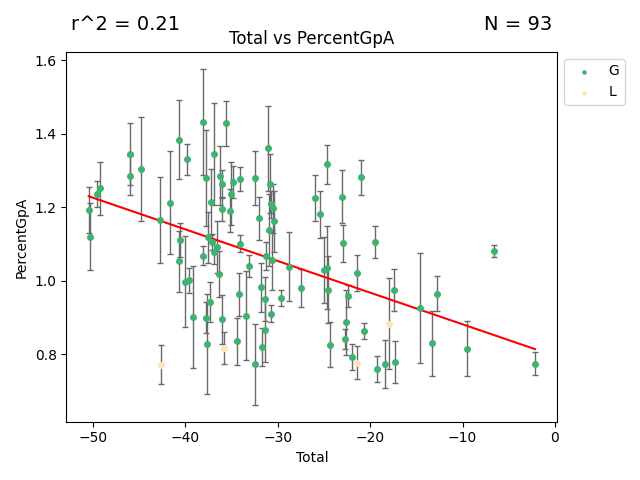 r^2 = 0.21 N = 93
Total vs PercentGpA
1.6
1.4
1.2
1.0
0.8
PercentGpA
−50 −40 −30 −20 −10 0
Total
G
L